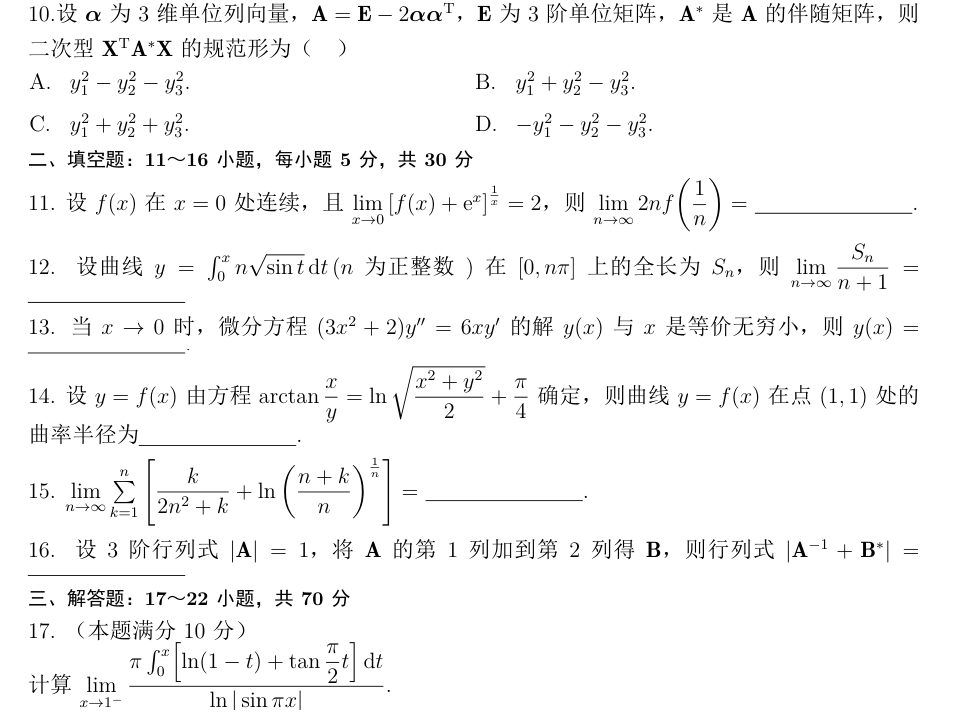 10.设 α 为 3 维单位列向量，A = E − 2αα^T，E 为 3 阶单位矩阵，A* 是 A 的伴随矩阵，则
二次型 X^T A* X 的规范形为（　）
A. y₁² − y₂² − y₃².　B. y₁² + y₂² − y₃².
C. y₁² + y₂² + y₃².　D. −y₁² − y₂² − y₃².
二、填空题：11～16 小题，每小题 5 分，共 30 分
11. 设 f(x) 在 x = 0 处连续，且 lim_{x→0} [f(x) + e^x]^{1/x} = 2，则 lim_{n→∞} 2nf(1/n) = ______.
12. 设曲线 y = ∫_0^x n√(sin t) dt (n 为正整数 ) 在 [0, nπ] 上的全长为 S_n，则 lim_{n→∞} S_n/(n + 1) =
______
13. 当 x → 0 时，微分方程 (3x² + 2)y″ = 6xy′ 的解 y(x) 与 x 是等价无穷小，则 y(x) =
______.
14. 设 y = f(x) 由方程 arctan x/y = ln √((x² + y²)/2) + π/4 确定，则曲线 y = f(x) 在点 (1, 1) 处的
曲率半径为______.
15. lim_{n→∞} ∑_{k=1}^n [k/(2n² + k) + ln ((n + k)/n)^{1/n}] = ______.
16. 设 3 阶行列式 |A| = 1，将 A 的第 1 列加到第 2 列得 B，则行列式 |A^{−1} + B*| =
______
三、解答题：17～22 小题，共 70 分
17. （本题满分 10 分）
计算 lim_{x→1⁻} (π ∫_0^x [ln(1 − t) + tan (π/2)t] dt)/(ln | sin πx|).